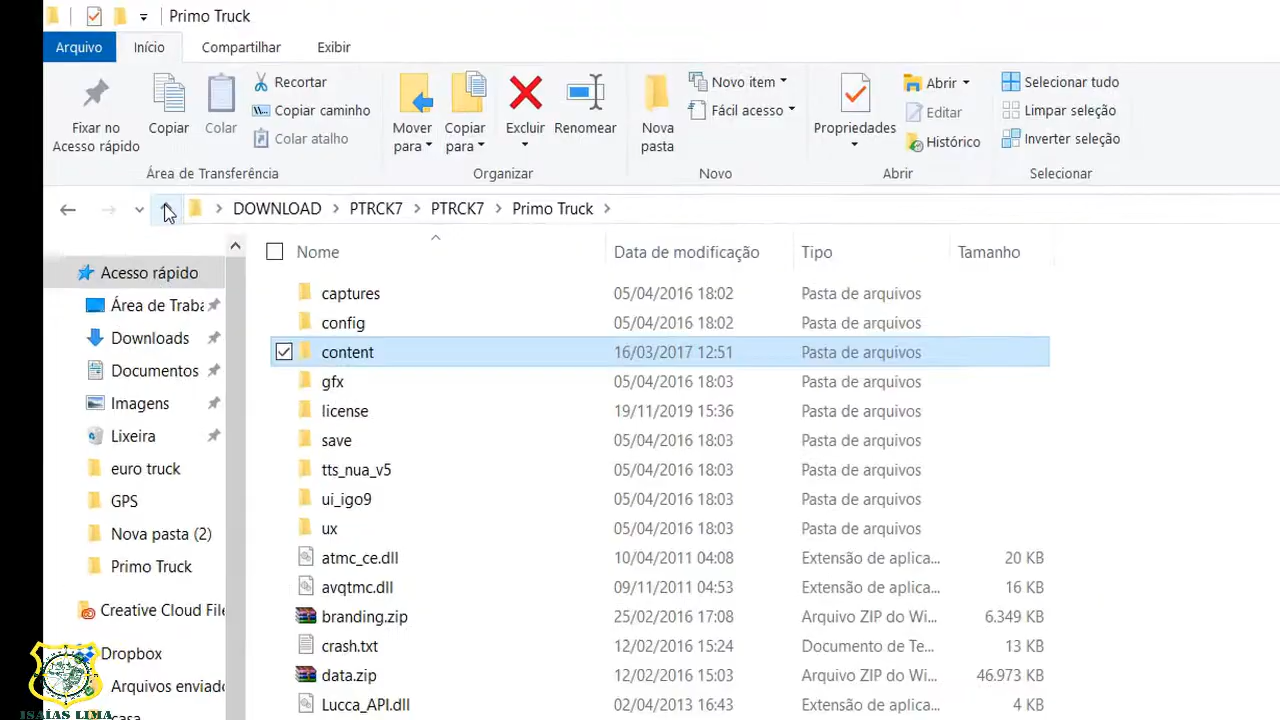 Primo Truck
Arquivo Início Compartilhar Exibir
Fixar no Acesso rápido
Copiar
Colar
Recortar
Copiar caminho
Colar atalho
Área de Transferência
Mover para
Copiar para
Excluir
Renomear
Organizar
Nova pasta
Novo item
Fácil acesso
Novo
Propriedades
Abrir
Editar
Histórico
Abrir
Selecionar tudo
Limpar seleção
Inverter seleção
Selecionar
DOWNLOAD > PTRCK7 > PTRCK7 > Primo Truck >
Acesso rápido
Área de Traba
Downloads
Documentos
Imagens
Lixeira
euro truck
GPS
Nova pasta (2)
Primo Truck
Creative Cloud File
Dropbox
Arquivos enviado
casa
Nome Data de modificação Tipo Tamanho
captures 05/04/2016 18:02 Pasta de arquivos
config 05/04/2016 18:02 Pasta de arquivos
content 16/03/2017 12:51 Pasta de arquivos
gfx 05/04/2016 18:03 Pasta de arquivos
license 19/11/2019 15:36 Pasta de arquivos
save 05/04/2016 18:03 Pasta de arquivos
tts_nua_v5 05/04/2016 18:03 Pasta de arquivos
ui_igo9 05/04/2016 18:03 Pasta de arquivos
ux 05/04/2016 18:03 Pasta de arquivos
atmc_ce.dll 10/04/2011 04:08 Extensão de aplica... 20 KB
avqtmc.dll 09/11/2011 04:53 Extensão de aplica... 16 KB
branding.zip 25/02/2016 17:08 Arquivo ZIP do Wi... 6.349 KB
crash.txt 12/02/2016 15:24 Documento de Te... 13 KB
data.zip 12/02/2016 15:03 Arquivo ZIP do Wi... 46.973 KB
Lucca_API.dll 02/04/2013 16:43 Extensão de aplica... 4 KB
ISAÍAS LIMA